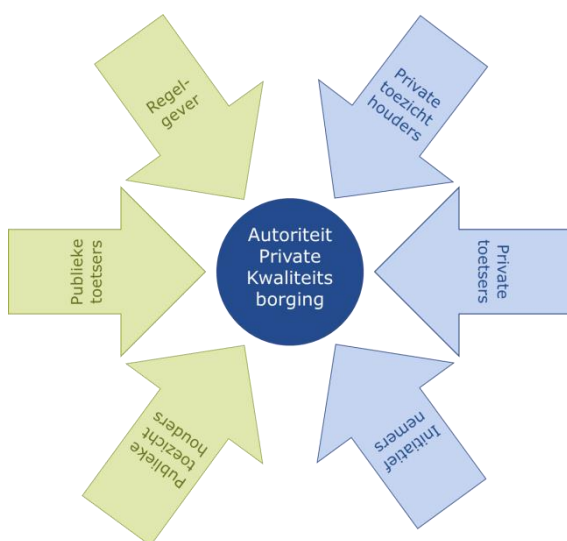 Regel-
gever
Private
toezicht
houders
Publieke
toetsers
Autoriteit
Private
Kwaliteits
borging
Private
toetsers
Publieke
toezicht
houders
Initiatief
nemers